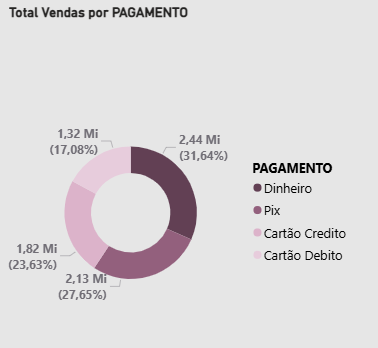 Total Vendas por PAGAMENTO
1,32 Mi
(17,08%)
2,44 Mi
(31,64%)
1,82 Mi
(23,63%)
2,13 Mi
(27,65%)
PAGAMENTO
Dinheiro
Pix
Cartão Credito
Cartão Debito